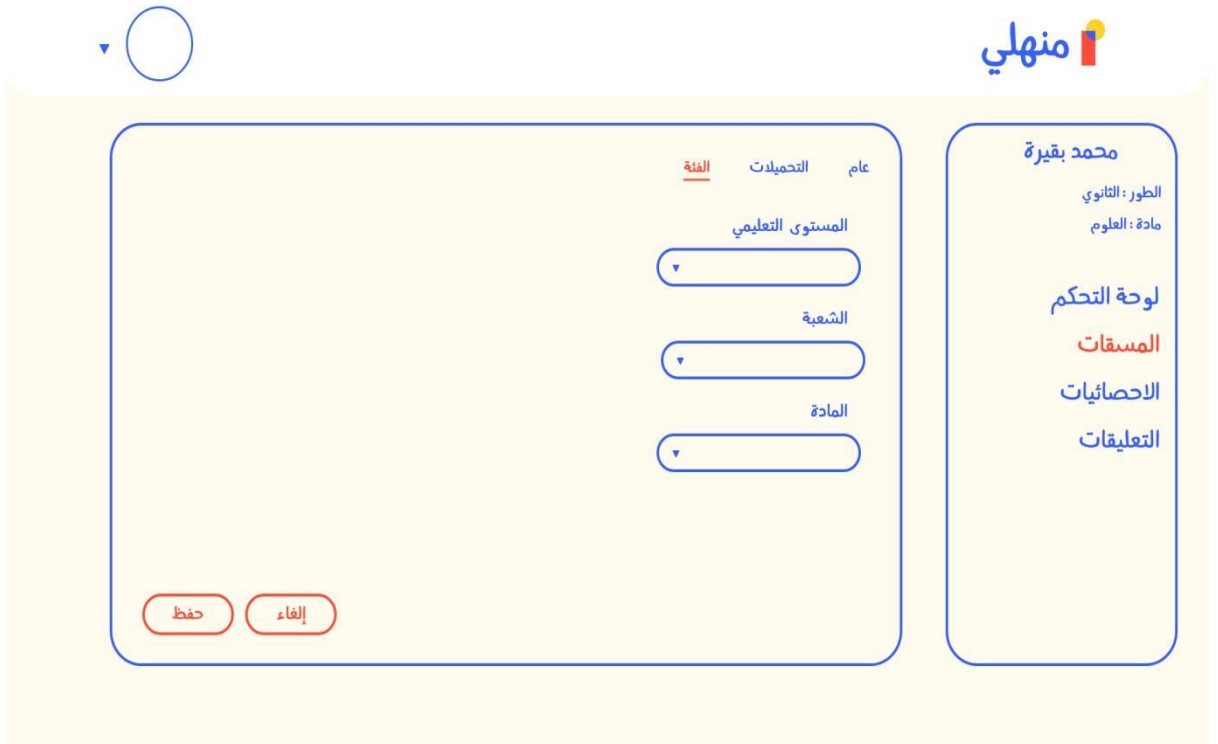 منهلي
محمد بقيرة
الطور : الثانوي
مادة : العلوم
لوحة التحكم
المسقات
الاحصائيات
التعليقات
عام التحميلات الفئة
المستوى التعليمي
الشعبة
المادة
إلغاء حفظ